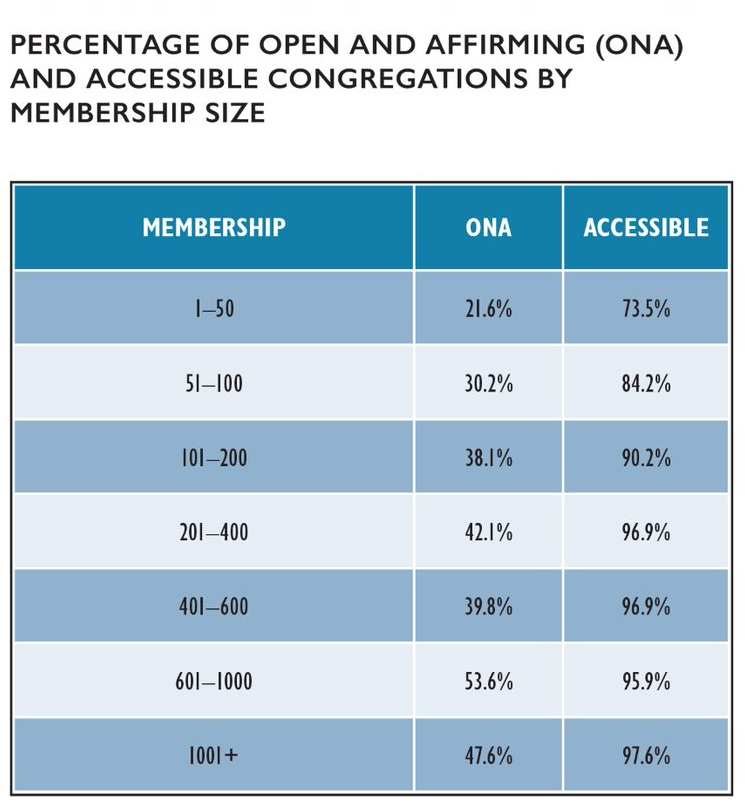 PERCENTAGE OF OPEN AND AFFIRMING (ONA)
AND ACCESSIBLE CONGREGATIONS BY
MEMBERSHIP SIZE
MEMBERSHIP ONA ACCESSIBLE
1–50 21.6% 73.5%
51–100 30.2% 84.2%
101–200 38.1% 90.2%
201–400 42.1% 96.9%
401–600 39.8% 96.9%
601–1000 53.6% 95.9%
1001+ 47.6% 97.6%